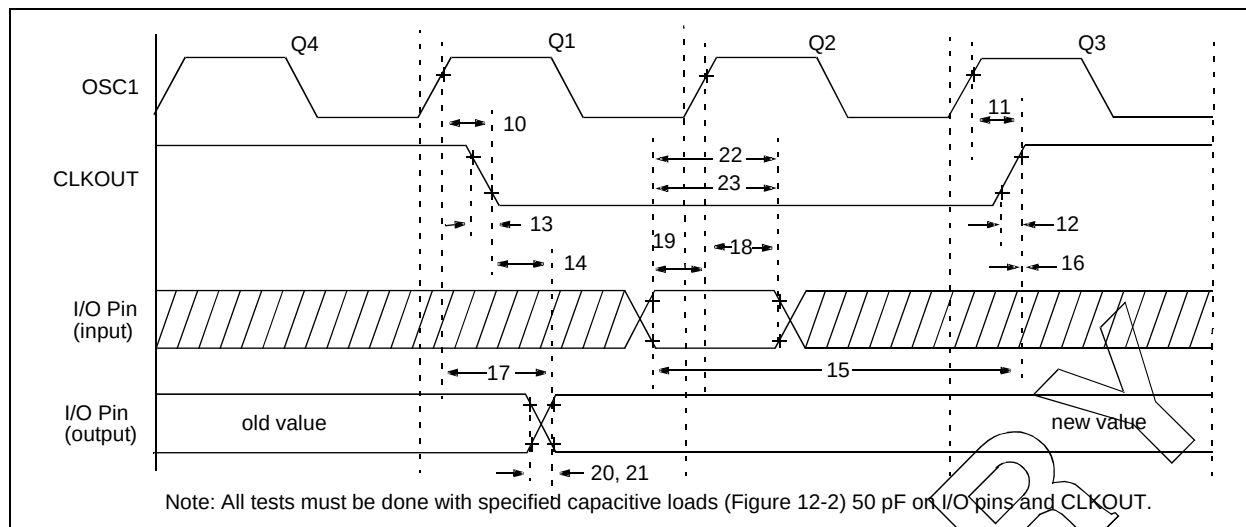 Q4 Q1 Q2 Q3
OSC1
10 11
CLKOUT
22
23
13 19 18 12
14 16
I/O Pin
(input)
17 15
I/O Pin
(output)
old value new value
20, 21
Note: All tests must be done with specified capacitive loads (Figure 12-2) 50 pF on I/O pins and CLKOUT.
R Y